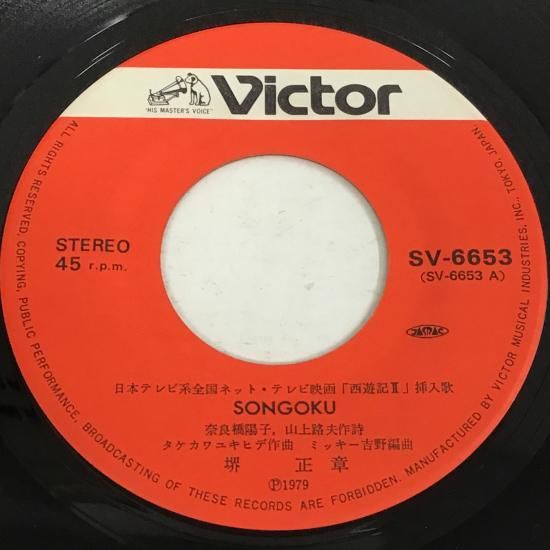 "HIS MASTER'S VOICE"
Victor
STEREO
45 r.p.m.
SV-6653
(SV-6653 A)
JASRAC
日本テレビ系全国ネット・テレビ映画「西遊記Ⅱ」挿入歌
SONGOKU
奈良橋陽子, 山上路夫作詩
タケカワユキヒデ作曲 ミッキー吉野編曲
堺 正章
Ⓟ1979
ALL RIGHTS RESERVED. COPYING, PUBLIC PERFORMANCE, BROADCASTING OF THESE RECORDS ARE FORBIDDEN. MANUFACTURED BY VICTOR MUSICAL INDUSTRIES, INC., TOKYO, JAPAN.